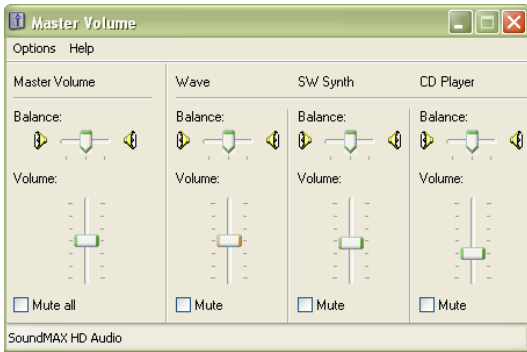 Master Volume
Options Help
Master Volume Wave SW Synth CD Player
Balance: Balance: Balance: Balance:
Volume: Volume: Volume: Volume:
Mute all Mute Mute Mute
SoundMAX HD Audio